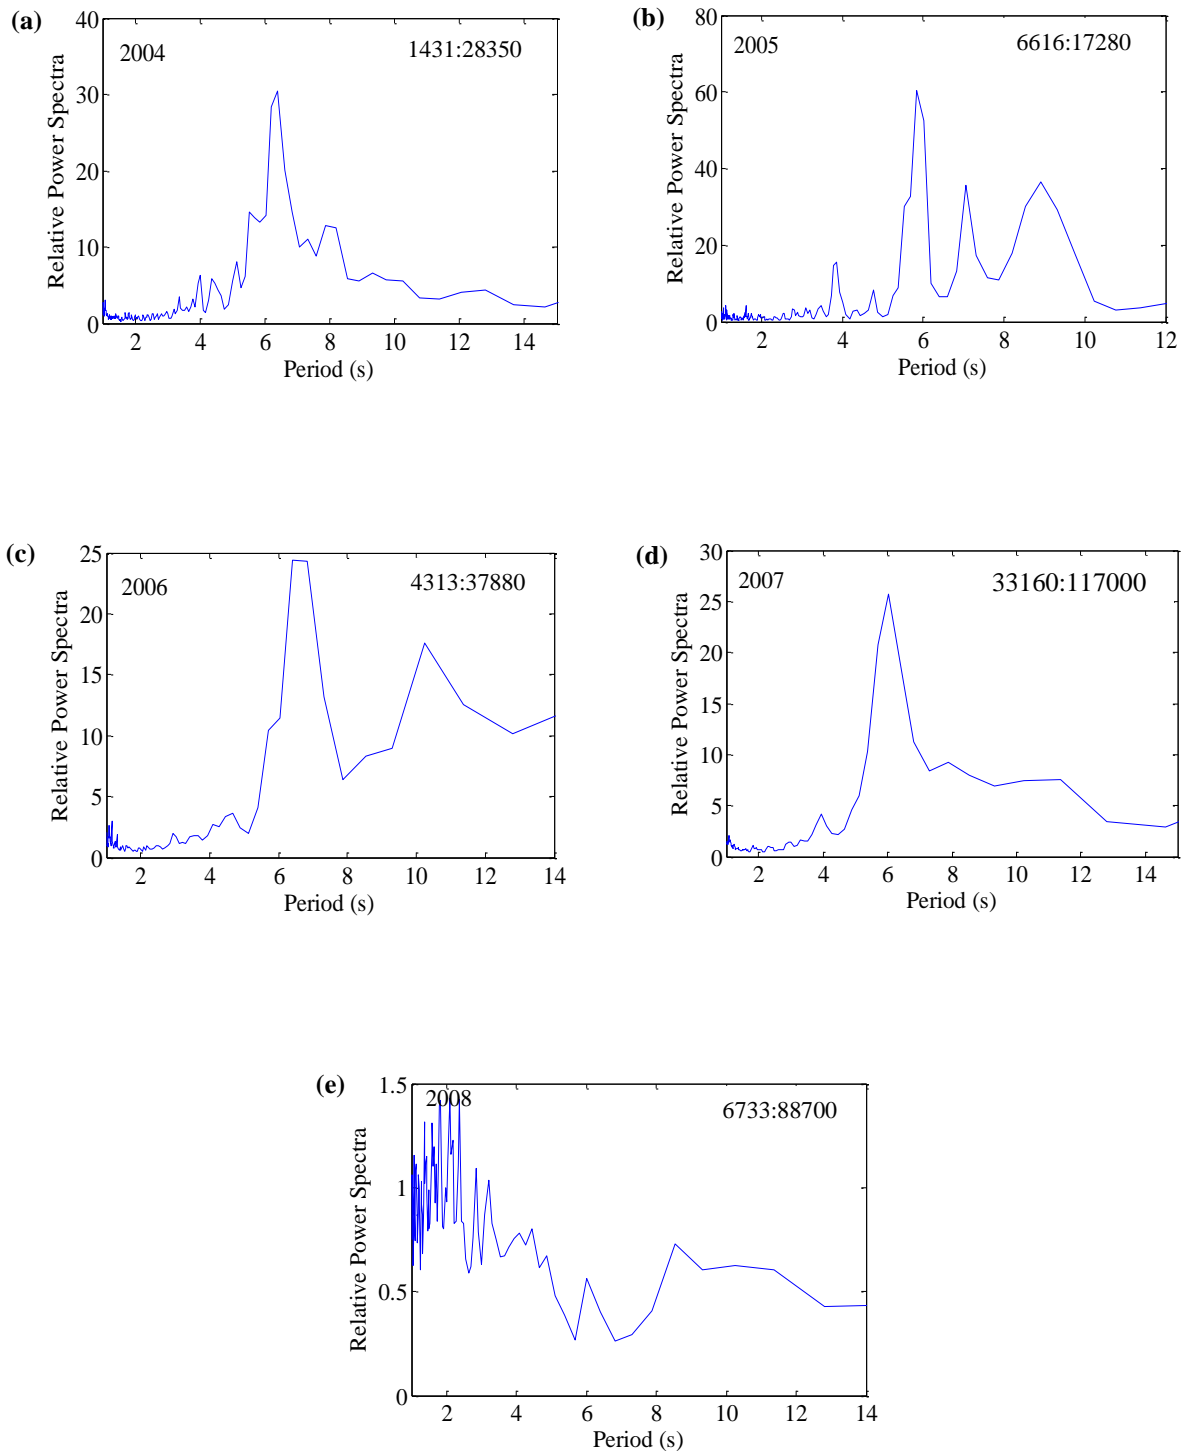 (a)
2004
1431:28350
Relative Power Spectra
40
30
20
10
0
2 4 6 8 10 12 14
Period (s)
(b)
2005
6616:17280
Relative Power Spectra
80
60
40
20
0
2 4 6 8 10 12
Period (s)
(c)
2006
4313:37880
Relative Power Spectra
25
20
15
10
5
0
2 4 6 8 10 12 14
Period (s)
(d)
2007
33160:117000
Relative Power Spectra
30
25
20
15
10
5
0
2 4 6 8 10 12 14
Period (s)
(e)
2008
6733:88700
Relative Power Spectra
1.5
1
0.5
0
2 4 6 8 10 12 14
Period (s)